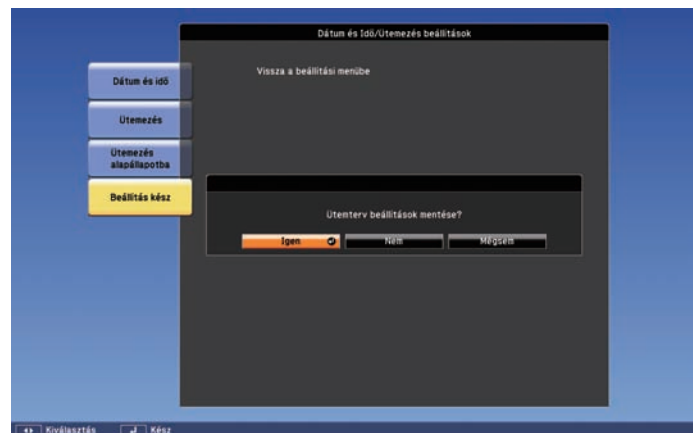 Dátum és Idő/Ütemezés beállítások
Dátum és idő
Vissza a beállítási menübe
Ütemezés
Ütemezés
alapállapotba
Beállítás kész
Ütemterv beállítások mentése?
Igen Nem Mégsem
Kiválasztás Kész